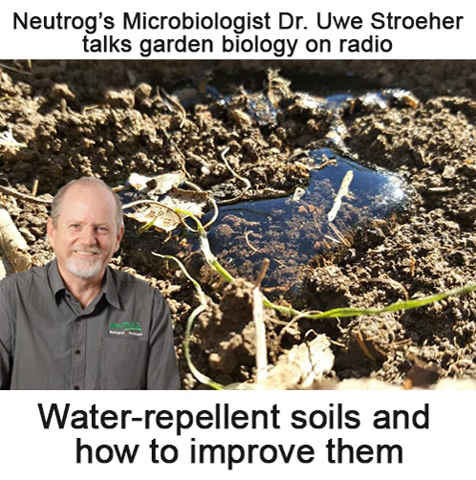 Neutrog's Microbiologist Dr. Uwe Stroeher
talks garden biology on radio
Water-repellent soils and
how to improve them